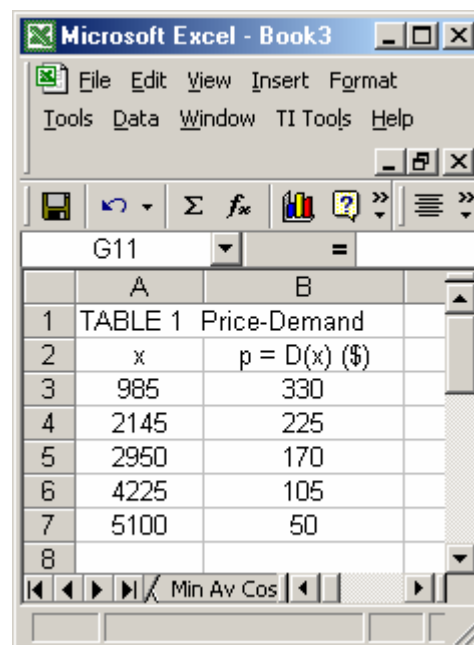 Microsoft Excel - Book3
File Edit View Insert Format
Tools Data Window TI Tools Help
Σ fx ? »  »
G11 =
A B
1 TABLE 1 Price-Demand
2 x p = D(x) ($)
3 985 330
4 2145 225
5 2950 170
6 4225 105
7 5100 50
8
Min Av Cos